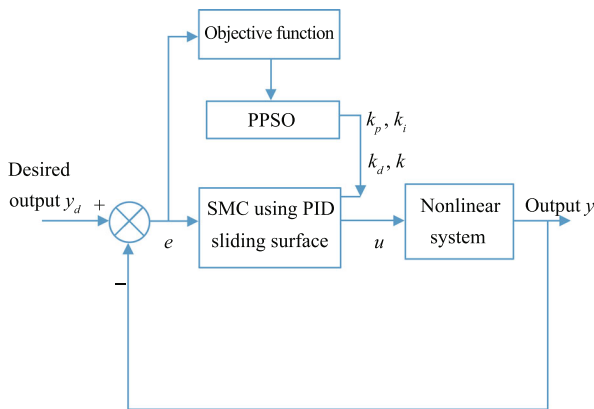 Objective function
PPSO
k_p, k_i
k_d, k
Desired
output y_d
+
SMC using PID
sliding surface
Nonlinear
system
Output y
e
u
−